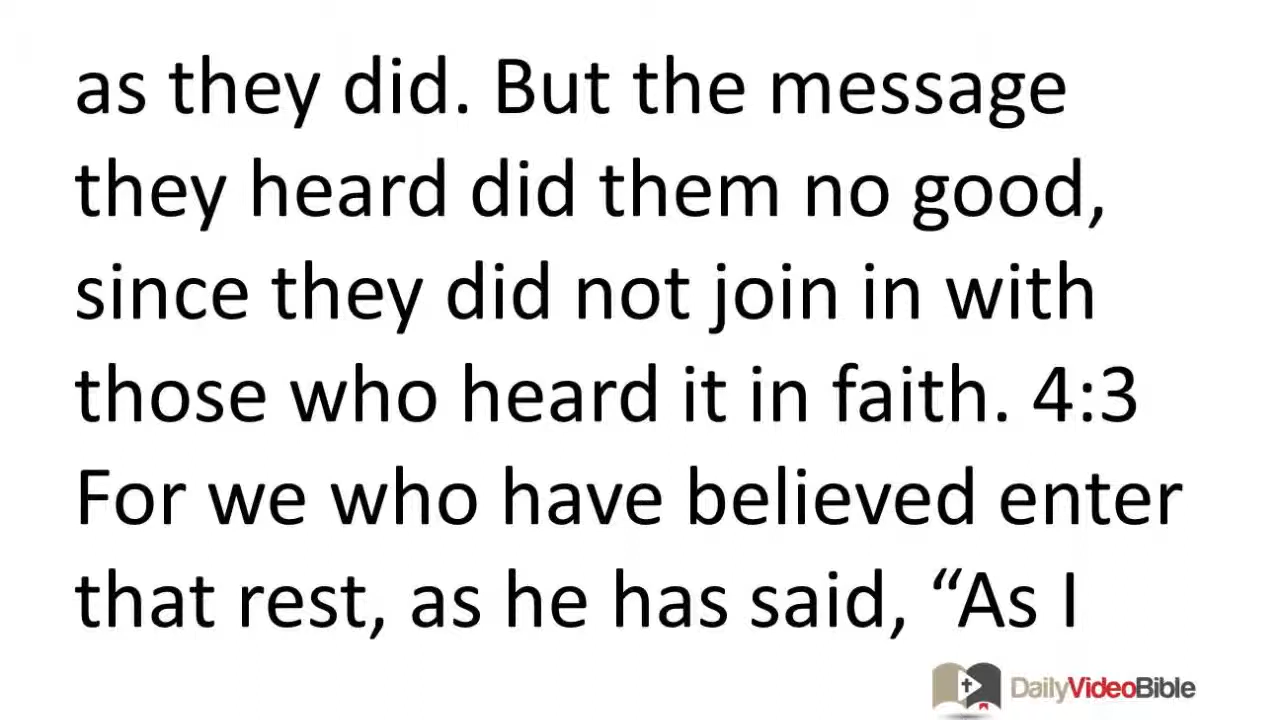 as they did. But the message
they heard did them no good,
since they did not join in with
those who heard it in faith. 4:3
For we who have believed enter
that rest, as he has said, “As I
DailyVideoBible